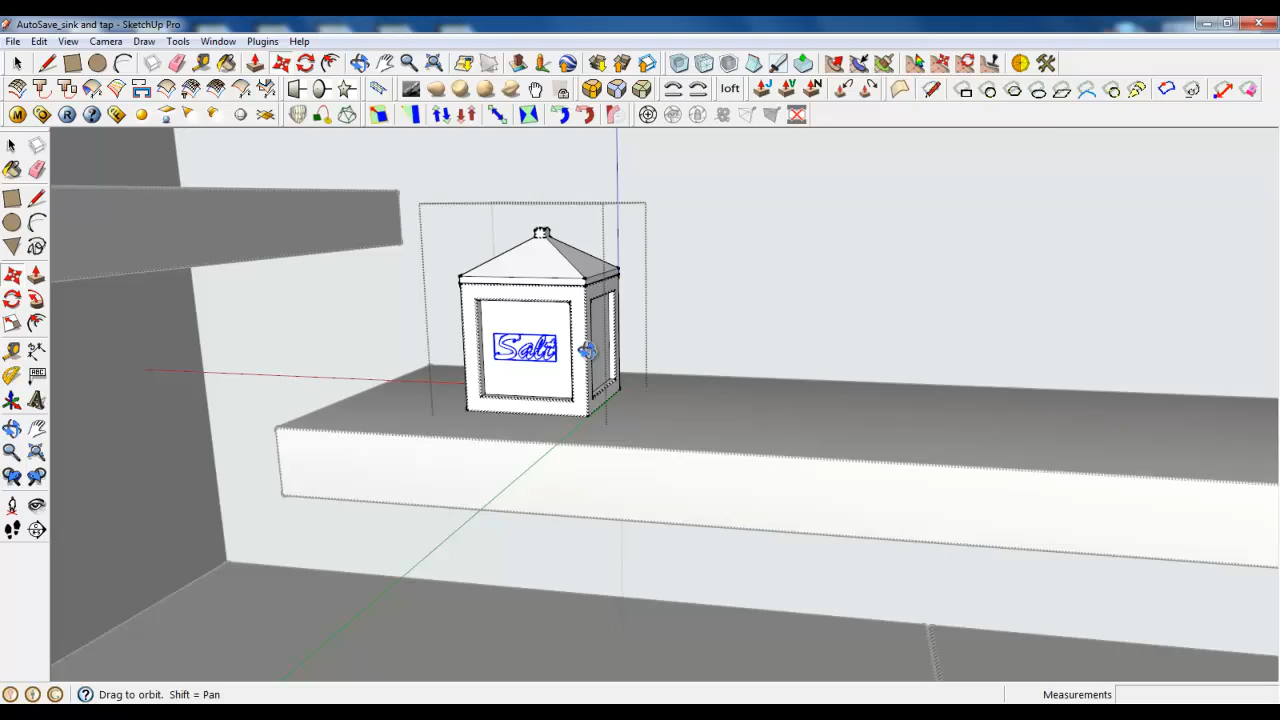 AutoSave_sink and tap - SketchUp Pro
File Edit View Camera Draw Tools Window Plugins Help
loft
M O R ? E
ABC
Salt
Drag to orbit. Shift = Pan
Measurements